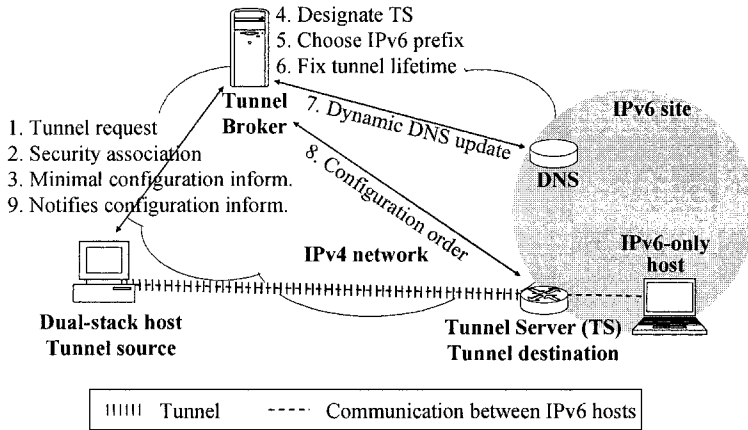 4. Designate TS
5. Choose IPv6 prefix
6. Fix tunnel lifetime
Tunnel
Broker
7. Dynamic DNS update
IPv6 site
1. Tunnel request
2. Security association
3. Minimal configuration inform.
9. Notifies configuration inform.
8. Configuration order
DNS
IPv4 network
IPv6-only
host
Dual-stack host
Tunnel source
Tunnel Server (TS)
Tunnel destination
Tunnel
Communication between IPv6 hosts